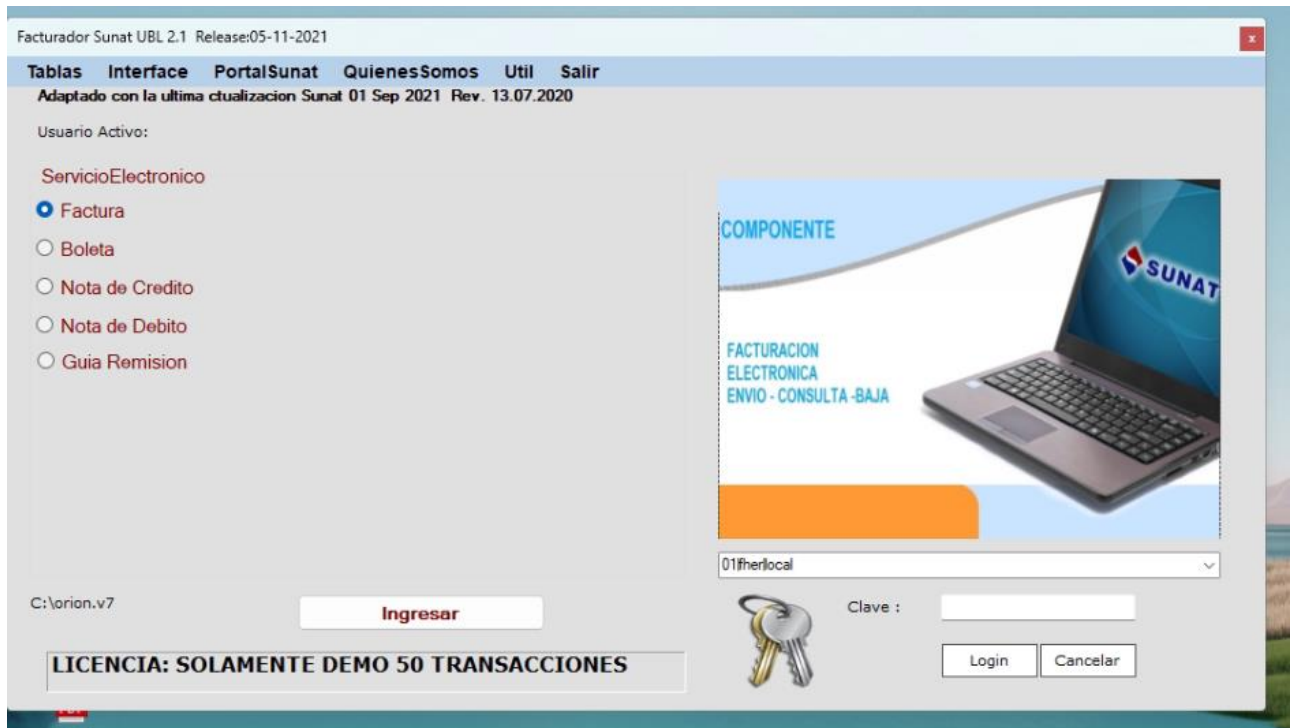 Facturador Sunat UBL 2.1 Release:05-11-2021
x
Tablas Interface PortalSunat QuienesSomos Util Salir
Adaptado con la ultima ctualizacion Sunat 01 Sep 2021 Rev. 13.07.2020
Usuario Activo:
ServicioElectronico
Factura
Boleta
Nota de Credito
Nota de Debito
Guia Remision
COMPONENTE
SUNAT
FACTURACION
ELECTRONICA
ENVIO - CONSULTA -BAJA
C:\orion.v7
Ingresar
Clave :
LICENCIA: SOLAMENTE DEMO 50 TRANSACCIONES
Login Cancelar